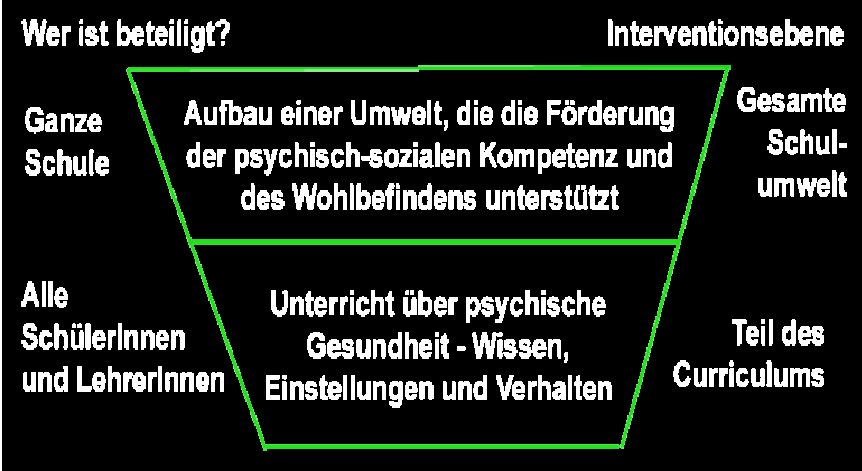 Wer ist beteiligt?
Interventionsebene
Ganze
Schule
Aufbau einer Umwelt, die die Förderung
der psychisch-sozialen Kompetenz und
des Wohlbefindens unterstützt
Gesamte
Schul-
umwelt
Alle
SchülerInnen
und LehrerInnen
Unterricht über psychische
Gesundheit - Wissen,
Einstellungen und Verhalten
Teil des
Curriculums